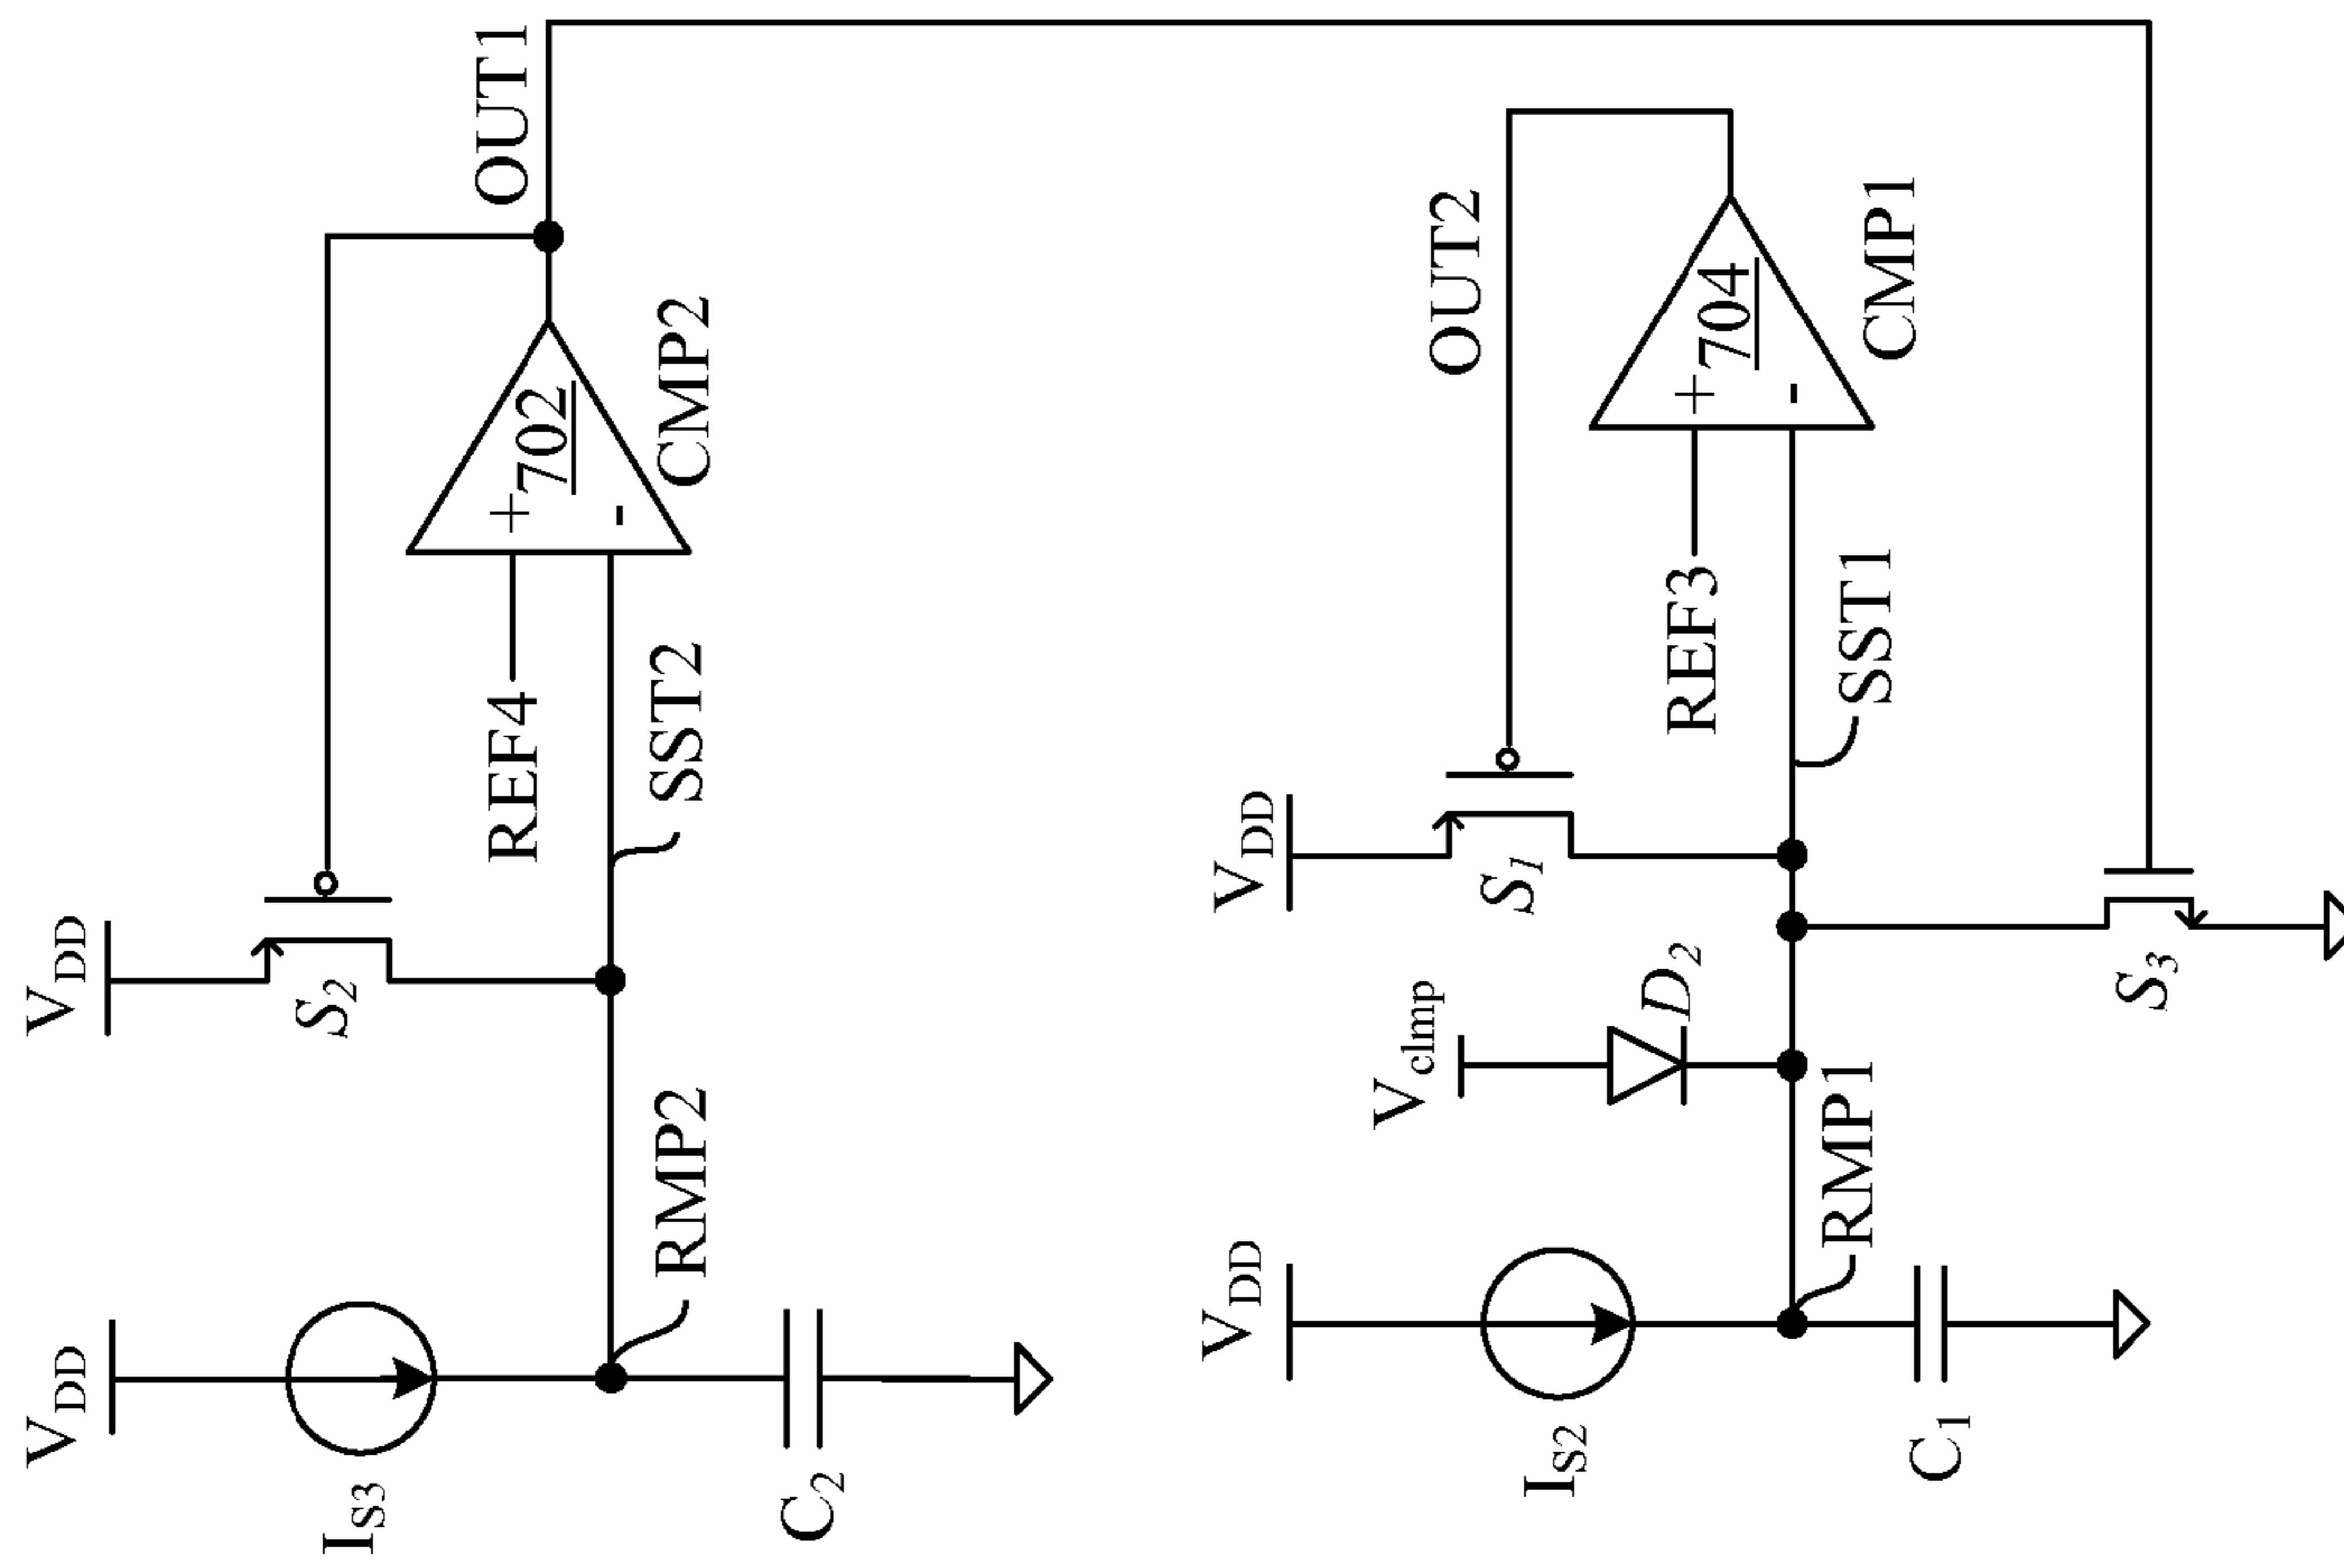 OUT1
V_DD
S_2
REF4
+
702
-
CMP2
SST2
V_DD
I_S3
RMP2
C_2
OUT2
V_DD
S_1
REF3
+
704
-
CMP1
SST1
V_clmp
D_2
V_DD
I_S2
RMP1
C_1
S_3